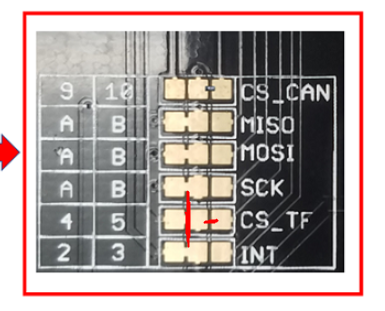 9 10 CS_CAN
A B MISO
A B MOSI
A B SCK
4 5 CS_TF
2 3 INT